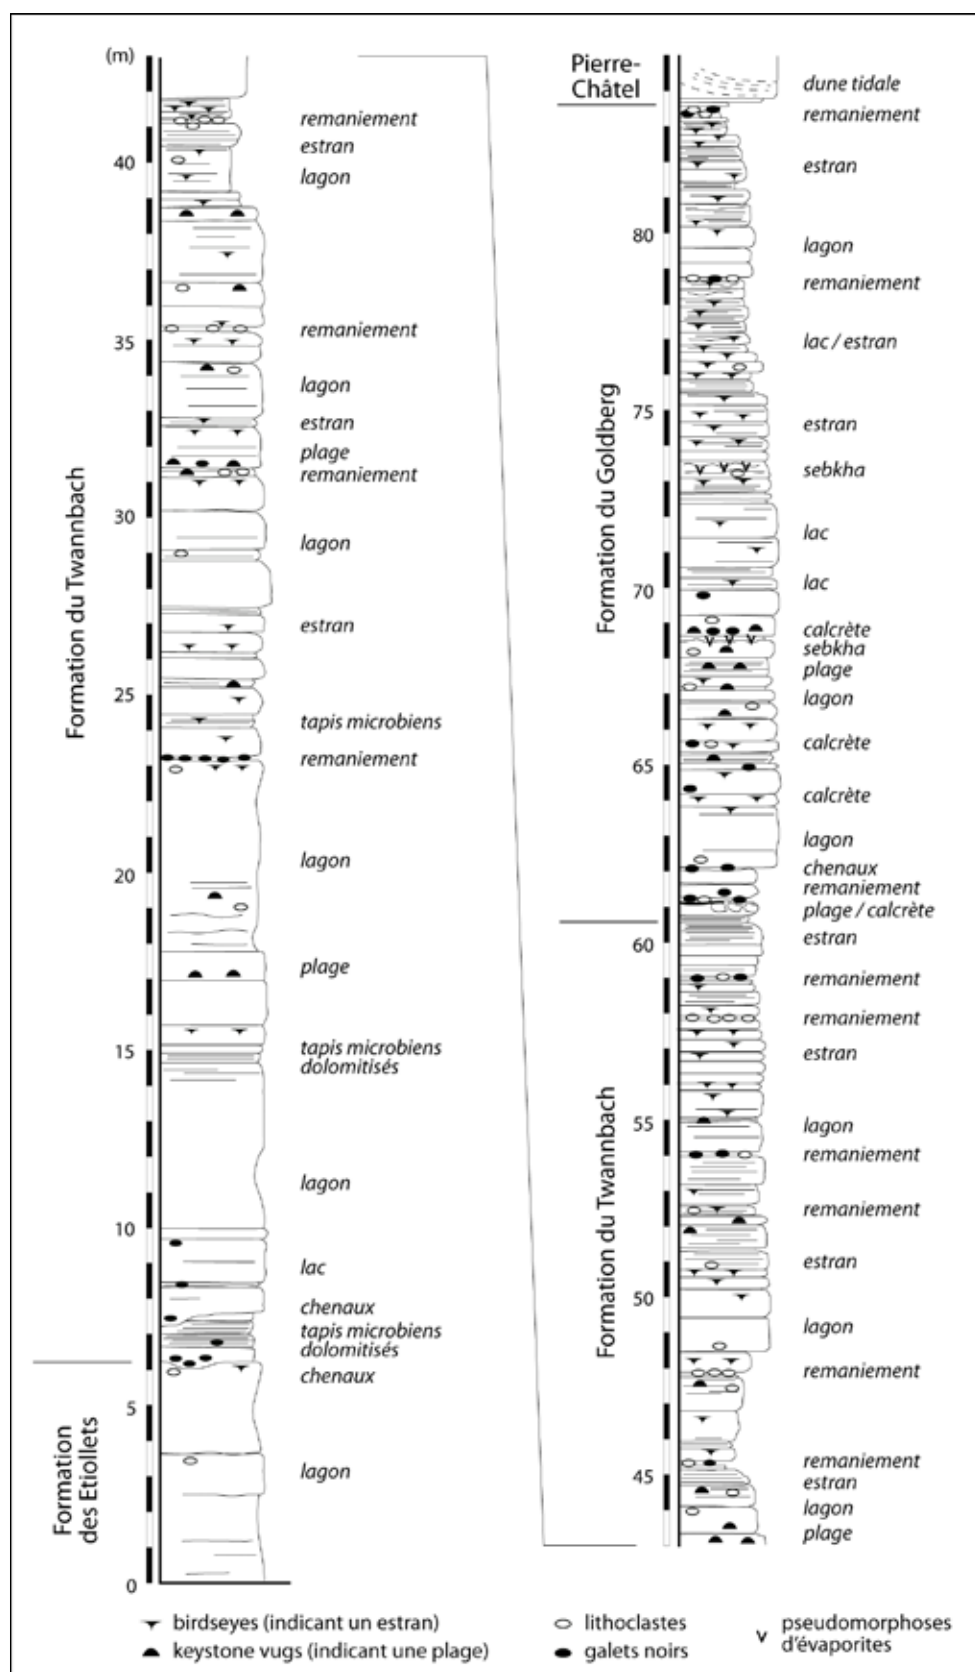 (m)
40
35
30
25
20
15
10
5
0
Formation du Twannbach
Formation
des Etiollets
remaniement
estran
lagon
remaniement
lagon
estran
plage
remaniement
lagon
estran
tapis microbiens
remaniement
lagon
plage
tapis microbiens
dolomitisés
lagon
lac
chenaux
tapis microbiens
dolomitisés
chenaux
lagon
Pierre-
Châtel
Formation du Goldberg
Formation du Twannbach
80
75
70
65
60
55
50
45
dune tidale
remaniement
estran
lagon
remaniement
lac / estran
estran
sebkha
lac
lac
calcrète
sebkha
plage
lagon
calcrète
calcrète
lagon
chenaux
remaniement
plage / calcrète
estran
remaniement
remaniement
estran
lagon
remaniement
remaniement
estran
lagon
remaniement
remaniement
estran
lagon
plage
birdseyes (indicant un estran)
keystone vugs (indicant une plage)
lithoclastes
galets noirs
pseudomorphoses
d'évaporites